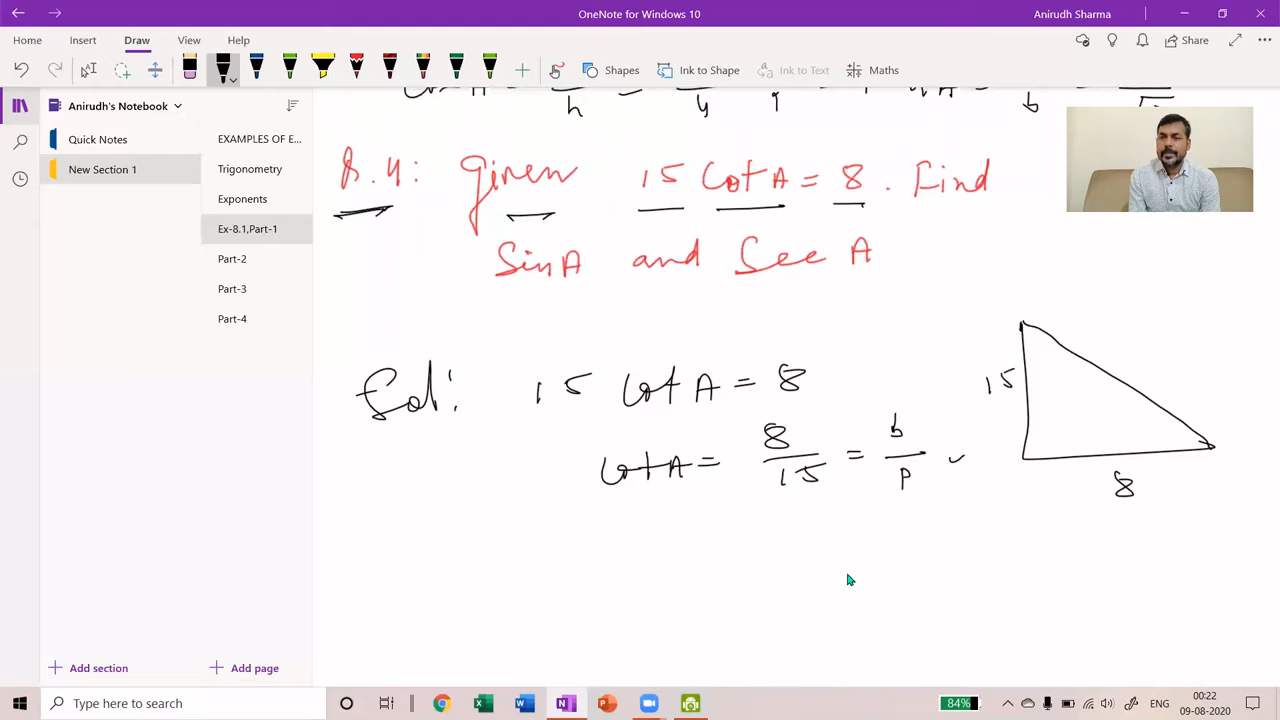 OneNote for Windows 10
Anirudh Sharma
Home Insert Draw View Help
Share
Shapes
Ink to Shape
Ink to Text
Maths
Anirudh's Notebook
Quick Notes
New Section 1
EXAMPLES OF E...
Trigonometry
Exponents
Ex-8.1,Part-1
Part-2
Part-3
Part-4
h = 4 b
Q.4: Given 15 Cot A = 8. Find
Sin A and Sec A
Sol: 15 cot A = 8
cot A = 8/15 = b/p
15
8
Add section
Add page
Type here to search
84%
ENG
00:22
09-08-2020